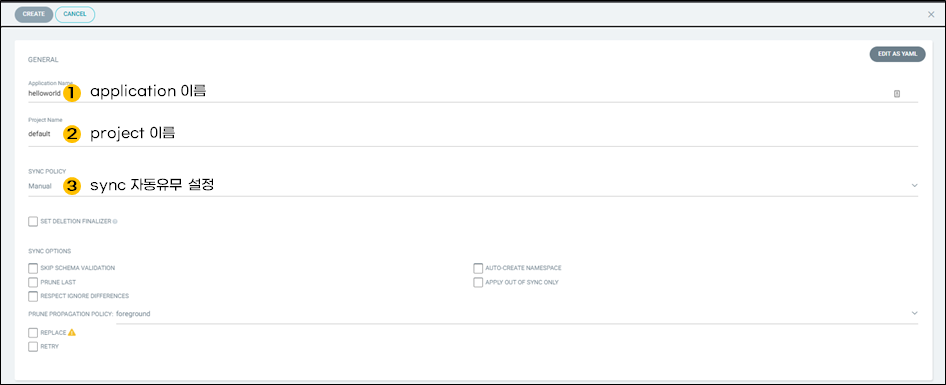 CREATE CANCEL
EDIT AS YAML
GENERAL
Application Name
helloworld 1 application 이름
Project Name
default 2 project 이름
SYNC POLICY
Manual 3 sync 자동유무 설정
SET DELETION FINALIZER
SYNC OPTIONS
SKIP SCHEMA VALIDATION AUTO-CREATE NAMESPACE
PRUNE LAST APPLY OUT OF SYNC ONLY
RESPECT IGNORE DIFFERENCES
PRUNE PROPAGATION POLICY: foreground
REPLACE
RETRY